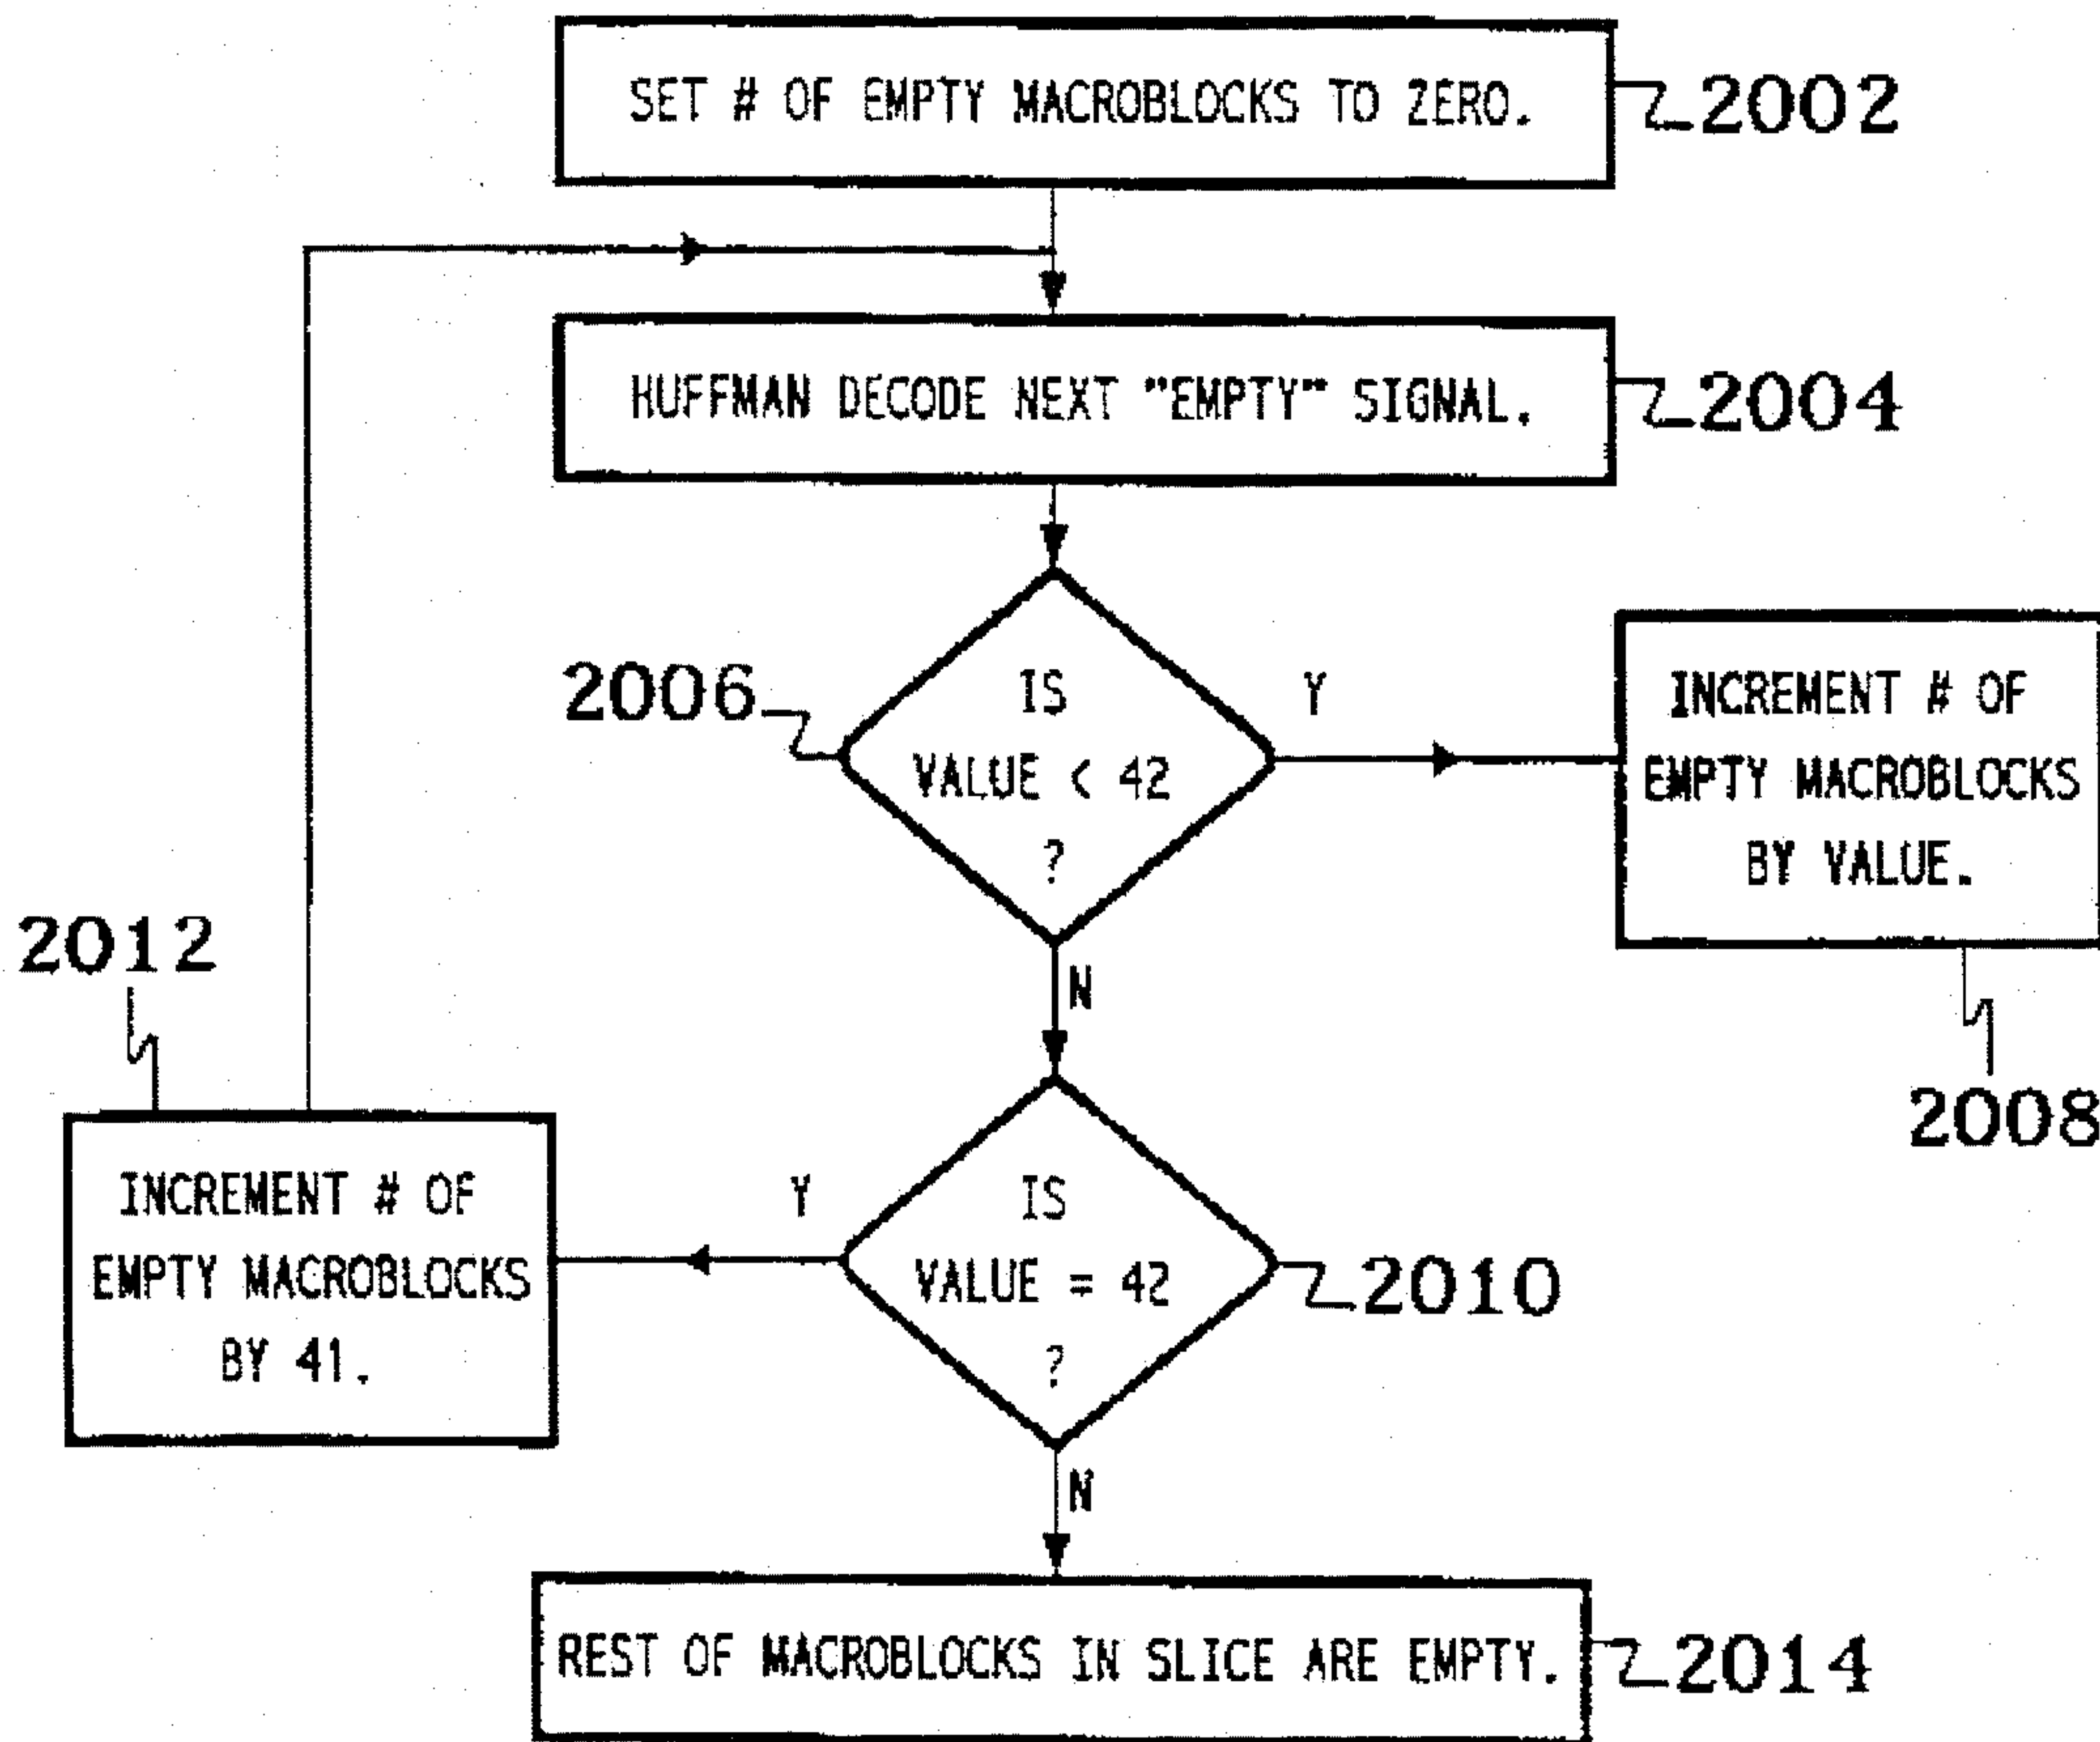 SET # OF EMPTY MACROBLOCKS TO ZERO.
2002
HUFFMAN DECODE NEXT "EMPTY" SIGNAL.
2004
2006
IS
VALUE < 42
?
Y
INCREMENT # OF
EMPTY MACROBLOCKS
BY VALUE.
2008
N
2012
INCREMENT # OF
EMPTY MACROBLOCKS
BY 41.
Y
IS
VALUE = 42
?
2010
N
REST OF MACROBLOCKS IN SLICE ARE EMPTY.
2014